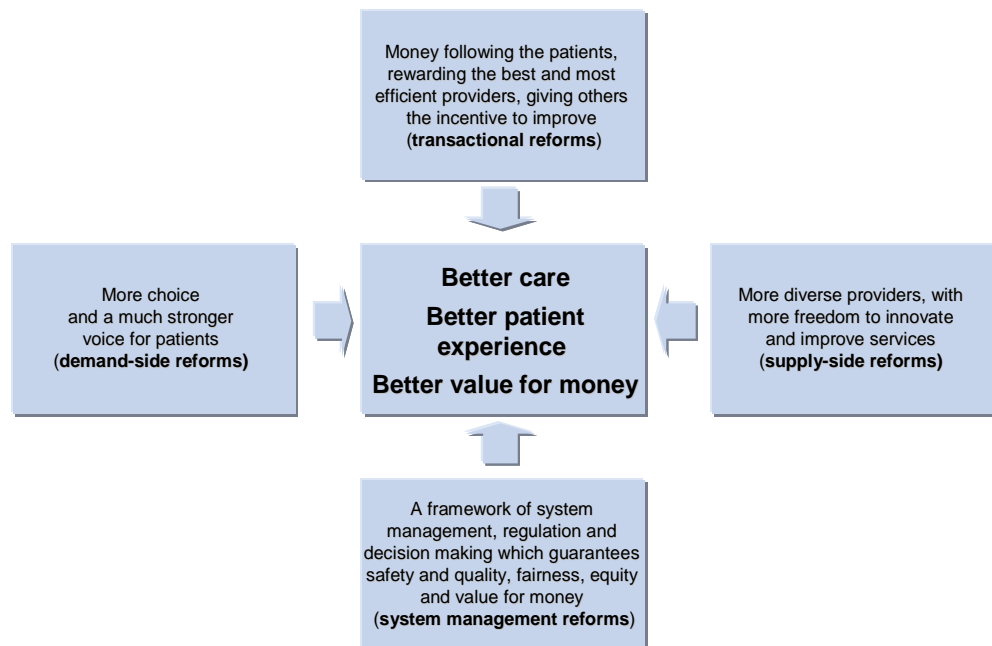 Money following the patients,
rewarding the best and most
efficient providers, giving others
the incentive to improve
(transactional reforms)
More choice
and a much stronger
voice for patients
(demand-side reforms)
Better care
Better patient
experience
Better value for money
More diverse providers, with
more freedom to innovate
and improve services
(supply-side reforms)
A framework of system
management, regulation and
decision making which guarantees
safety and quality, fairness, equity
and value for money
(system management reforms)